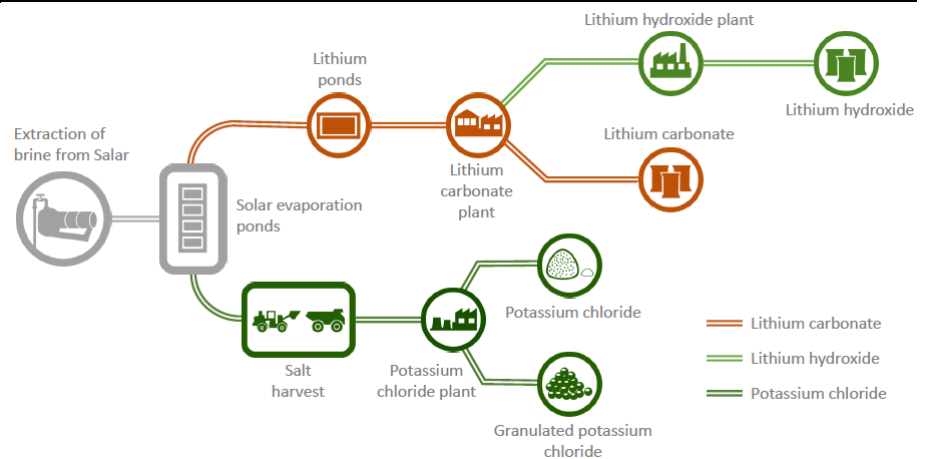 Lithium hydroxide plant
Lithium
ponds
Lithium hydroxide
Extraction of
brine from Salar
Lithium carbonate
Lithium
carbonate
plant
Solar evaporation
ponds
Potassium chloride
Lithium carbonate
Lithium hydroxide
Potassium chloride
Salt
harvest
Potassium
chloride plant
Granulated potassium
chloride